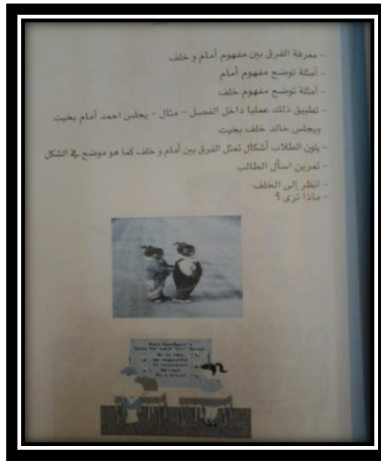 - معرفة الفرق بين مفهوم أمام و خلف
- أمثلة توضح مفهوم أمام
- أمثلة توضح مفهوم خلف
- تطبيق ذلك عمليا داخل الفصل - مثال - يجلس احمد أمام بخيت
ويجلس خالد خلف بخيت
- يلون الطلاب أشكال تمثل الفرق بين أمام و خلف كما هو موضح في الشكل
- تمرين اسأل الطالب
- انظر إلى الخلف
- ماذا ترى ؟